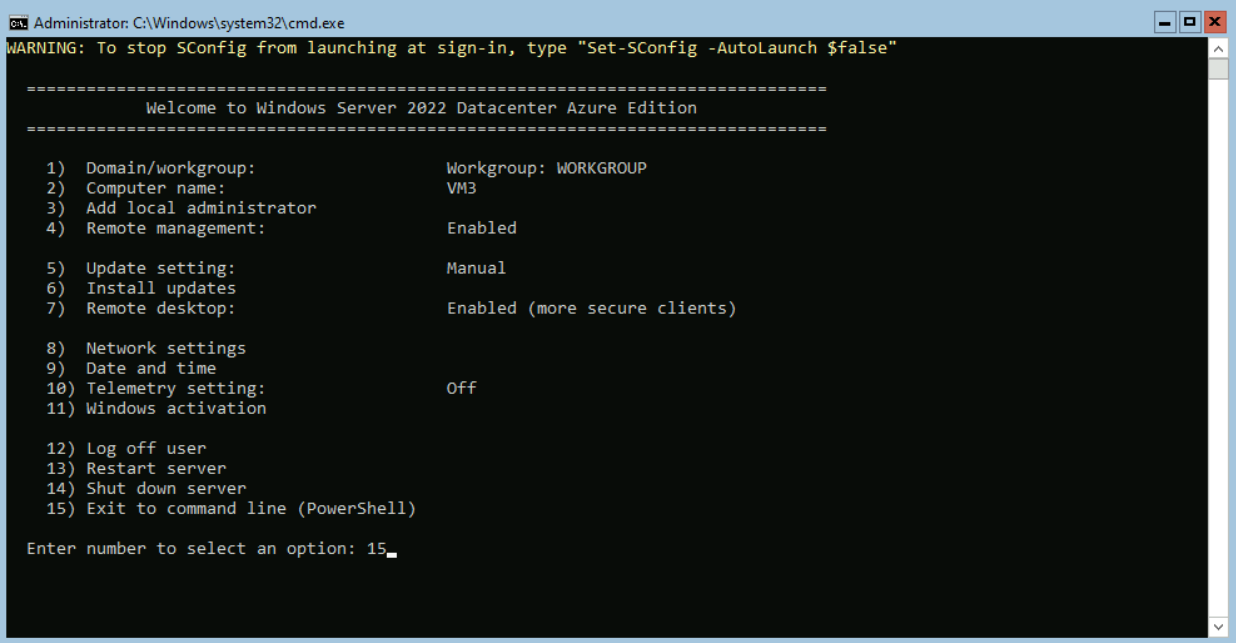 Administrator: C:\Windows\system32\cmd.exe
WARNING: To stop SConfig from launching at sign-in, type "Set-SConfig -AutoLaunch $false"
================================================================================
Welcome to Windows Server 2022 Datacenter Azure Edition
================================================================================
1) Domain/workgroup: Workgroup: WORKGROUP
2) Computer name: VM3
3) Add local administrator
4) Remote management: Enabled
5) Update setting: Manual
6) Install updates
7) Remote desktop: Enabled (more secure clients)
8) Network settings
9) Date and time
10) Telemetry setting: Off
11) Windows activation
12) Log off user
13) Restart server
14) Shut down server
15) Exit to command line (PowerShell)
Enter number to select an option: 15